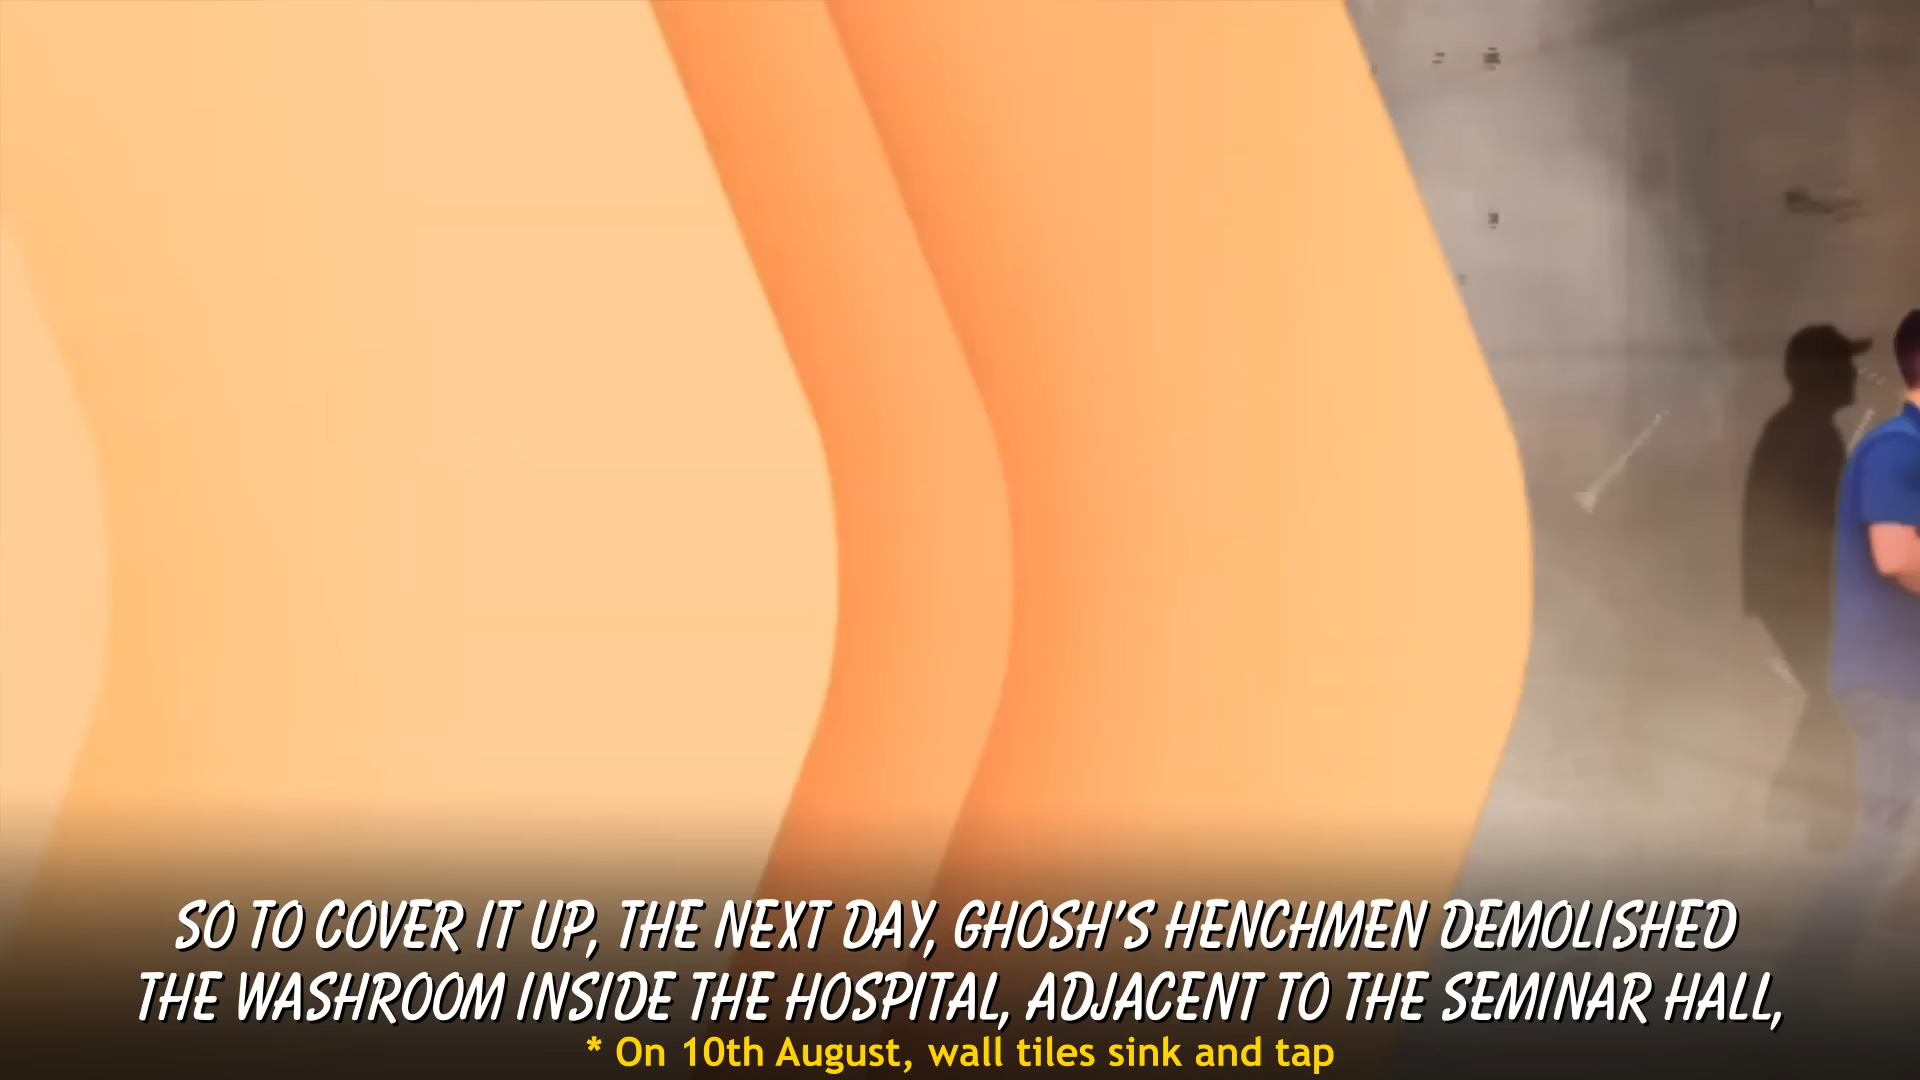 SO TO COVER IT UP, THE NEXT DAY, GHOSH'S HENCHMEN DEMOLISHED
THE WASHROOM INSIDE THE HOSPITAL, ADJACENT TO THE SEMINAR HALL,
* On 10th August, wall tiles sink and tap